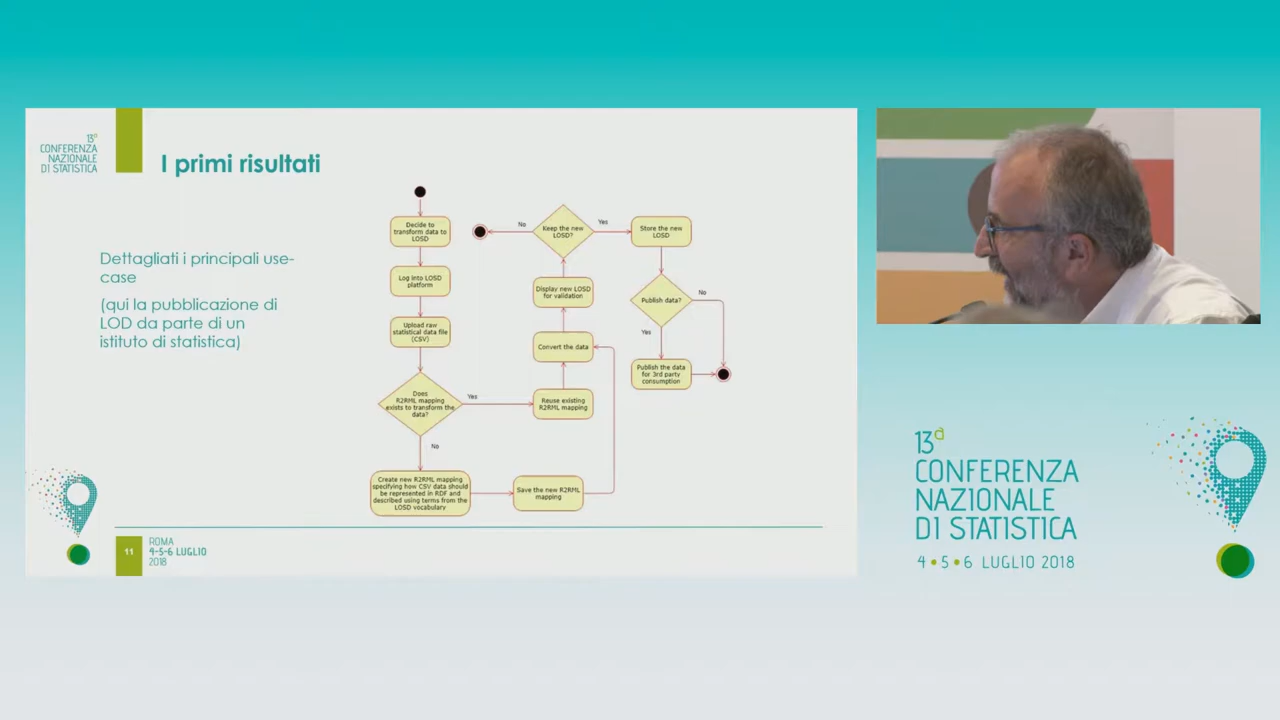 13ª
CONFERENZA
NAZIONALE
DI STATISTICA
I primi risultati
Dettagliati i principali use-
case
(qui la pubblicazione di
LOD da parte di un
istituto di statistica)
Decide to
transform data to
LOSD
Log into LOSD
platform
Upload raw
statistical data file
(CSV)
Does
R2RML mapping
exists to transform the
data?
Yes
No
Create new R2RML mapping
specifying how CSV data should
be represented in RDF and
described using terms from the
LOSD vocabulary
Save the new R2RML
mapping
Reuse existing
R2RML mapping
Convert the data
Display new LOSD
for validation
Keep the new
LOSD?
No
Yes
Store the new
LOSD
Publish data?
No
Yes
Publish the data
for 3rd party
consumption
11
ROMA
4-5-6 LUGLIO
2018
13ª
CONFERENZA
NAZIONALE
DI STATISTICA
4•5•6 LUGLIO 2018